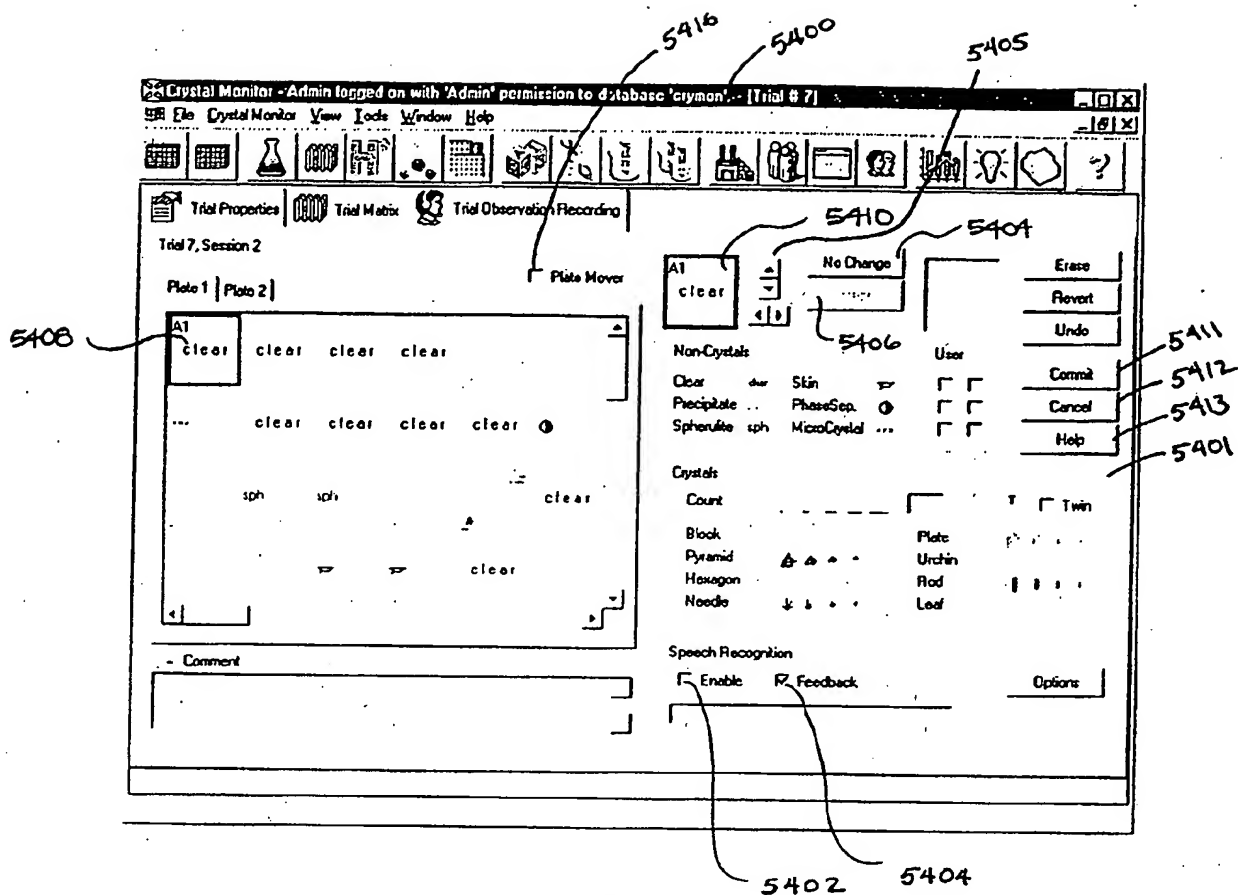 5416
5400
5405
Crystal Monitor - Admin logged on with 'Admin' permission to database 'crymon'. - [Trial # 7]
File Crystal Monitor View Tools Window Help
Trial Properties Trial Matrix Trial Observation Recording
5410
5404
Trial 7, Session 2
Plate Mover
A1
clear
No Change
Erase
Plate 1 Plate 2
Revert
5408
A1
clear clear clear clear
5406
Undo
5411
Non-Crystals User
Commit
5412
Clear clear Skin
Cancel
5413
Precipitate .. PhaseSep.
Spherulite sph MicroCrystal ...
Help
5401
... clear clear clear clear
Crystals
sph sph clear
Count T Twin
Block Plate
Pyramid Urchin
clear
Hexagon Rod
Needle Leaf
Speech Recognition
- Comment
Enable Feedback Options
5402
5404